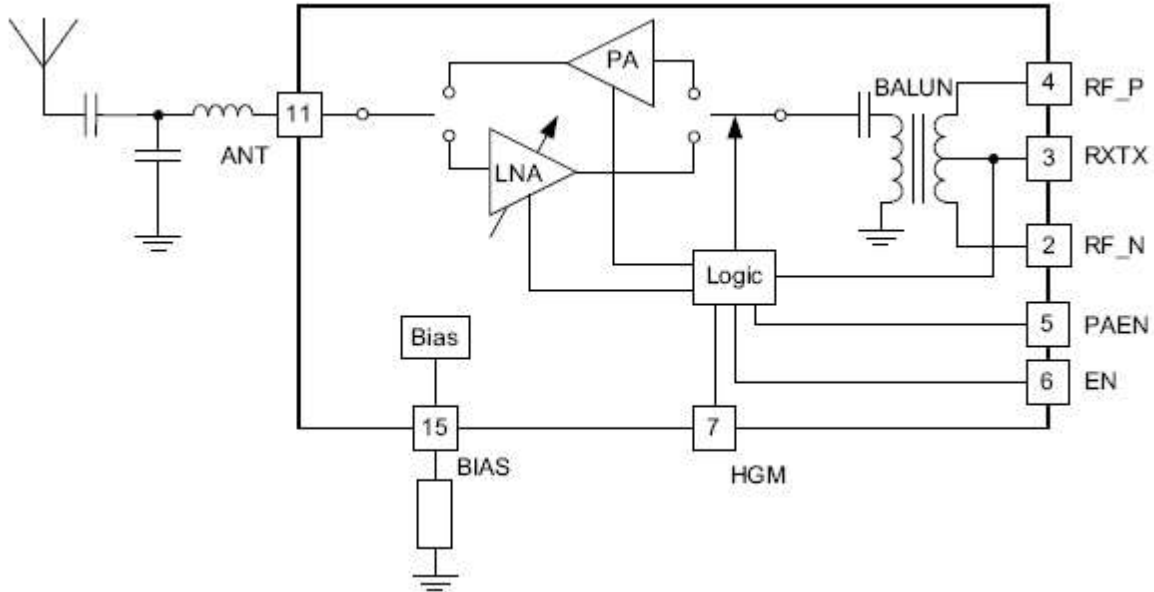 PA
BALUN
4 RF_P
11
ANT
LNA
3 RXTX
2 RF_N
Logic
Bias
5 PAEN
6 EN
15
BIAS
7
HGM